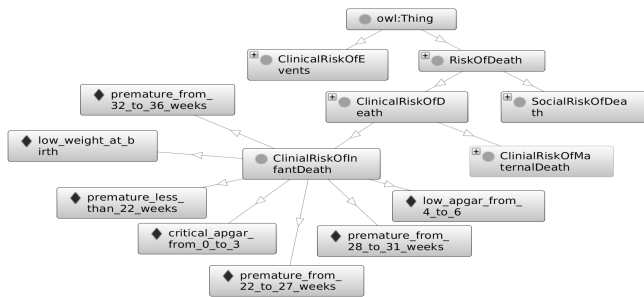 owl:Thing
ClinicalRiskOfE
vents
RiskOfDeath
premature_from_
32_to_36_weeks
ClinicalRiskOfD
eath
SocialRiskOfDea
th
low_weight_at_b
irth
ClinialRiskOfIn
fantDeath
ClinialRiskOfMa
ternalDeath
premature_less_
than_22_weeks
low_apgar_from_
4_to_6
critical_apgar_
from_0_to_3
premature_from_
28_to_31_weeks
premature_from_
22_to_27_weeks